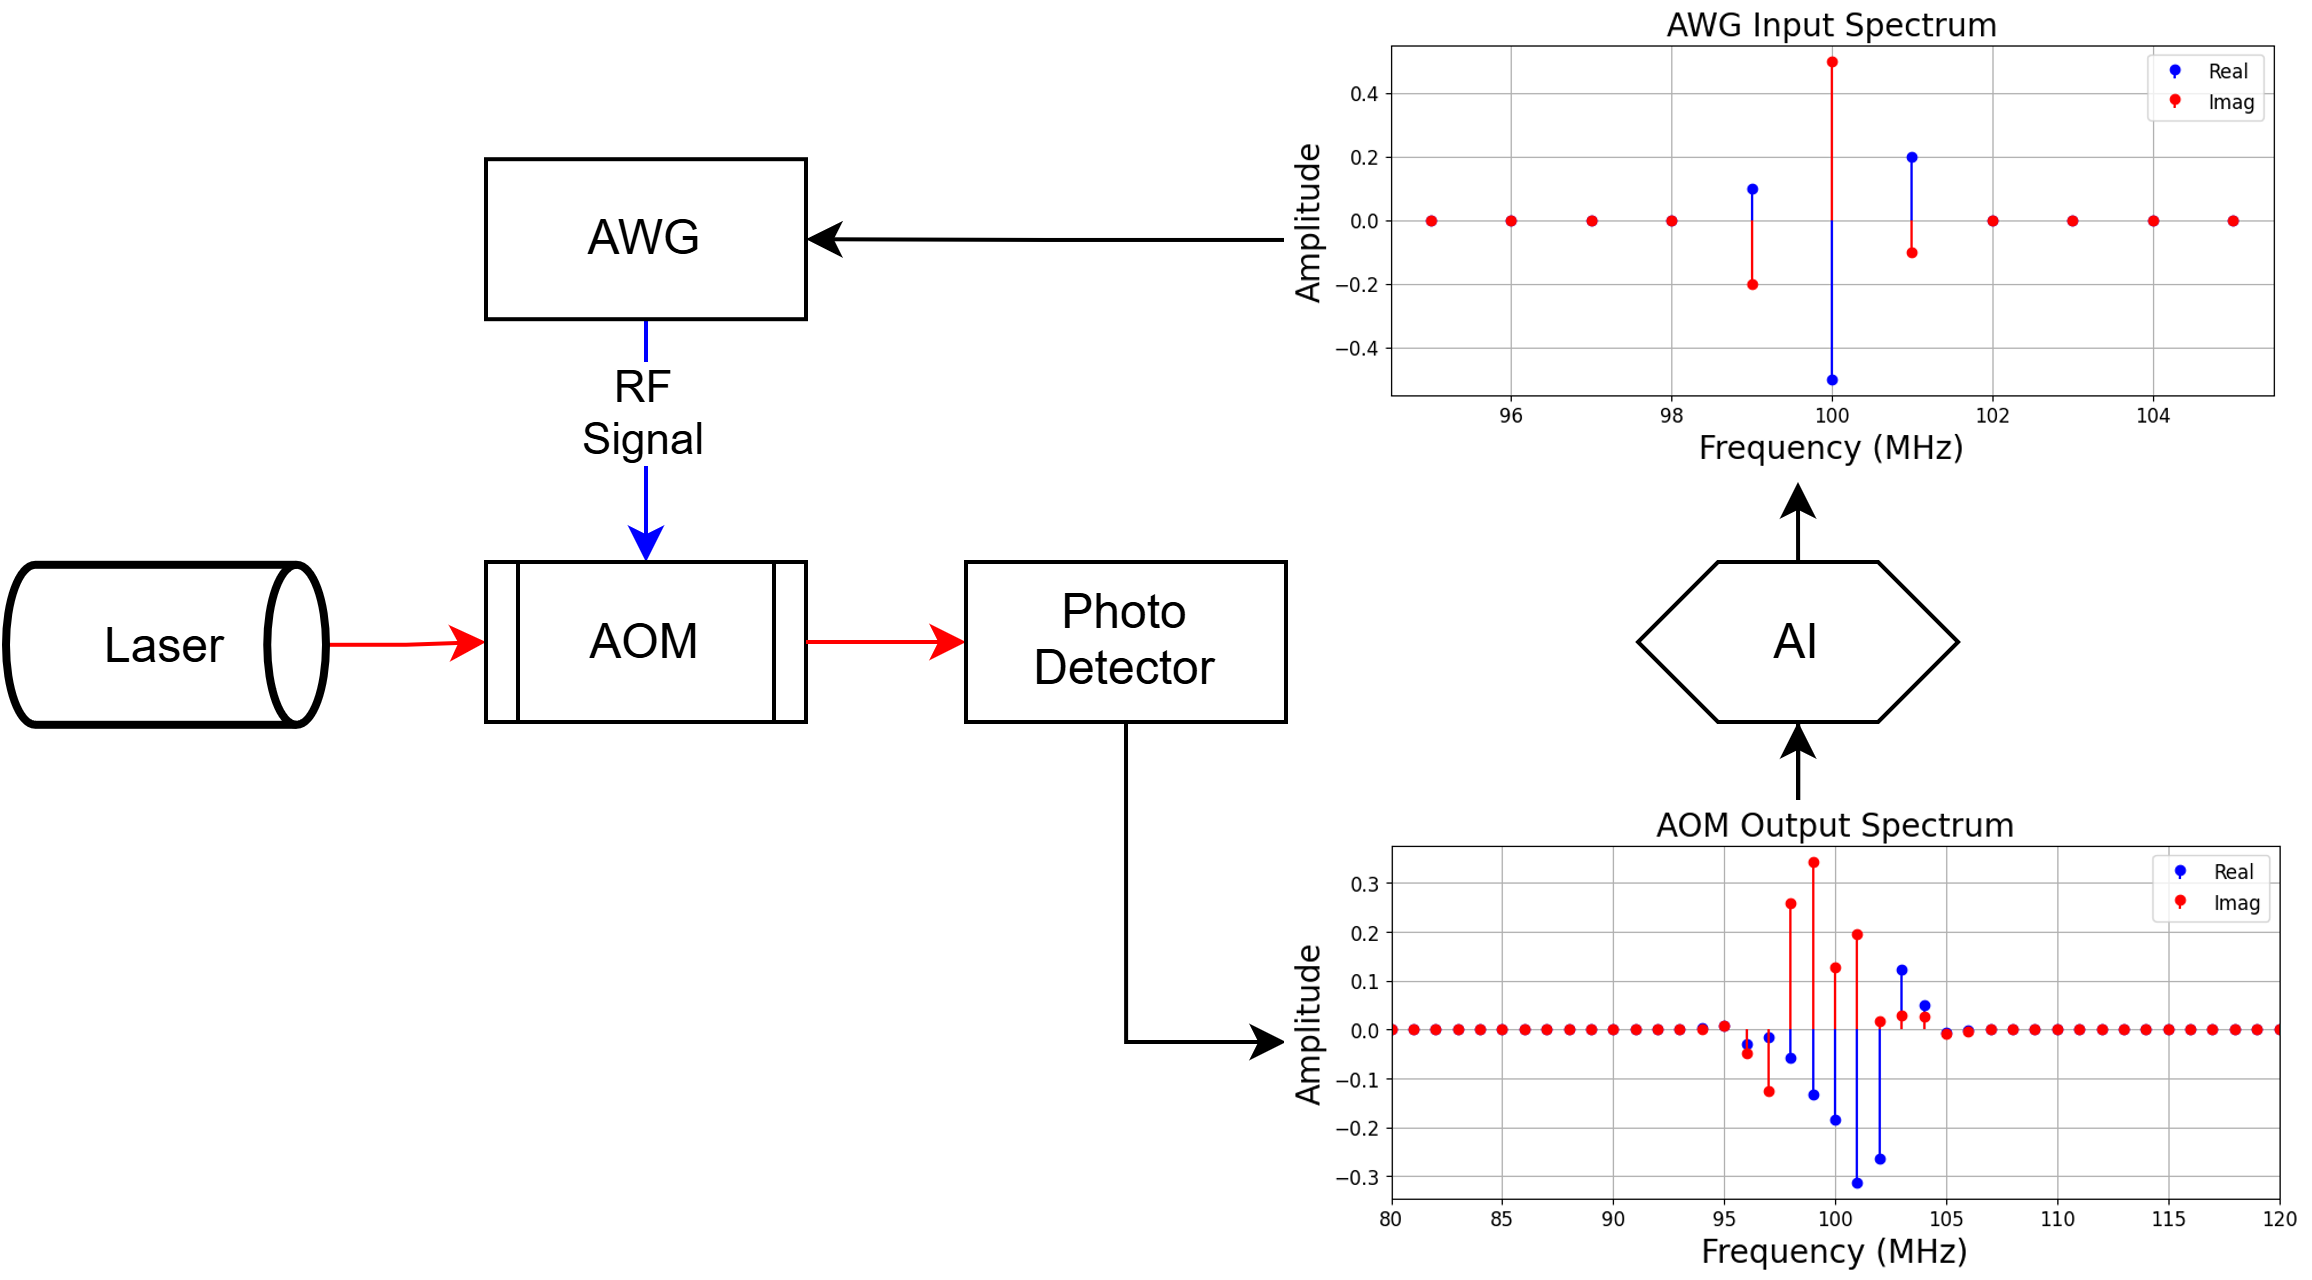 AWG Input Spectrum
Real
Imag
0.4
0.2
0.0
−0.2
−0.4
Amplitude
96 98 100 102 104
Frequency (MHz)
AWG
RF
Signal
Laser
AOM
Photo
Detector
AI
AOM Output Spectrum
Real
Imag
0.3
0.2
0.1
0.0
−0.1
−0.2
−0.3
Amplitude
80 85 90 95 100 105 110 115 120
Frequency (MHz)